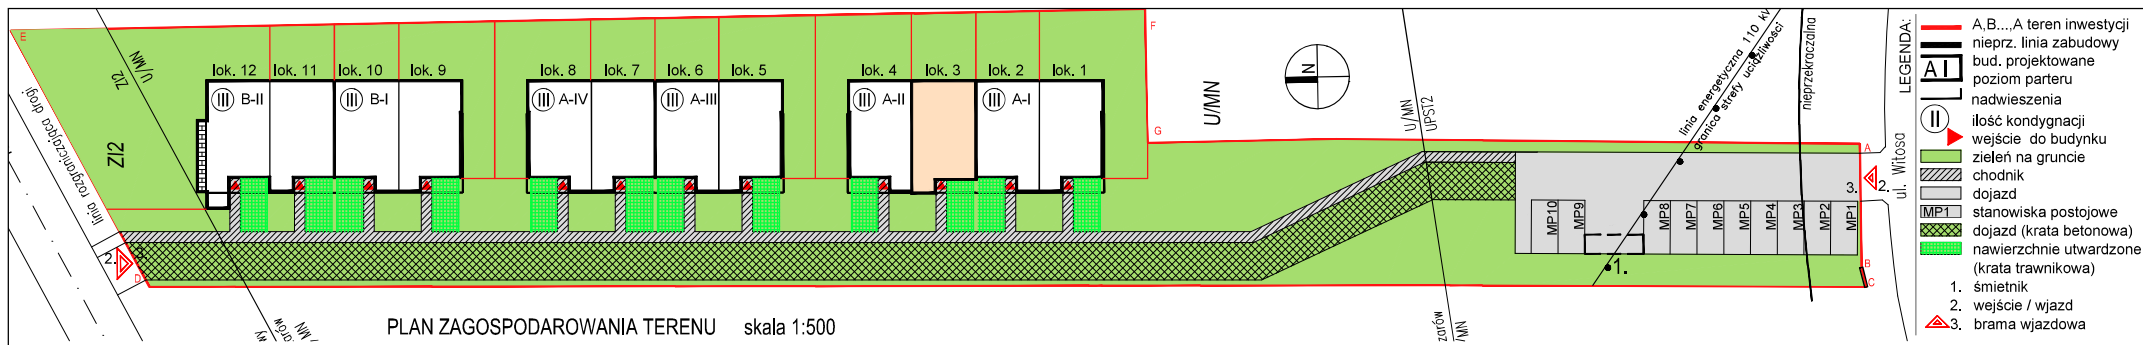 E
F
G
A
B
C
D
lok. 12
lok. 11
lok. 10
lok. 9
lok. 8
lok. 7
lok. 6
lok. 5
lok. 4
lok. 3
lok. 2
lok. 1
III B-II
III B-I
III A-IV
III A-III
III A-II
III A-I
N
ZI2
U/MN
ZI2
linia rozgraniczająca drogi
U/MN
U/MN
UPST2
linia energetyczna 110 kv
granica strefy uciążliwości
nieprzekraczalna
ul. Witosa
MP10
MP9
MP8
MP7
MP6
MP5
MP4
MP3
MP2
MP1
1.
2.
3.
2.
3.
MN/
zarów
/MN
PLAN ZAGOSPODAROWANIA TERENU skala 1:500
LEGENDA:
A,B...,A teren inwestycji
nieprz. linia zabudowy
A I bud. projektowane
poziom parteru
nadwieszenia
II ilość kondygnacji
wejście do budynku
zieleń na gruncie
chodnik
dojazd
MP1 stanowiska postojowe
dojazd (krata betonowa)
nawierzchnie utwardzone
(krata trawnikowa)
1. śmietnik
2. wejście / wjazd
3. brama wjazdowa